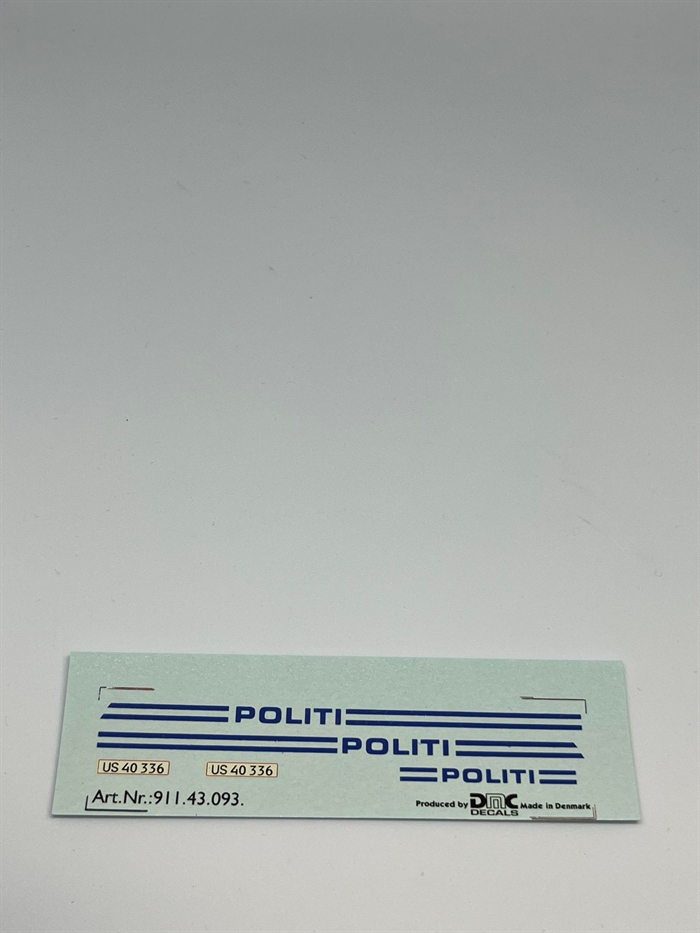 POLITI
POLITI
US 40 336 US 40 336
POLITI
Art.Nr.:911.43.093.
Produced by DMC DECALS Made in Denmark